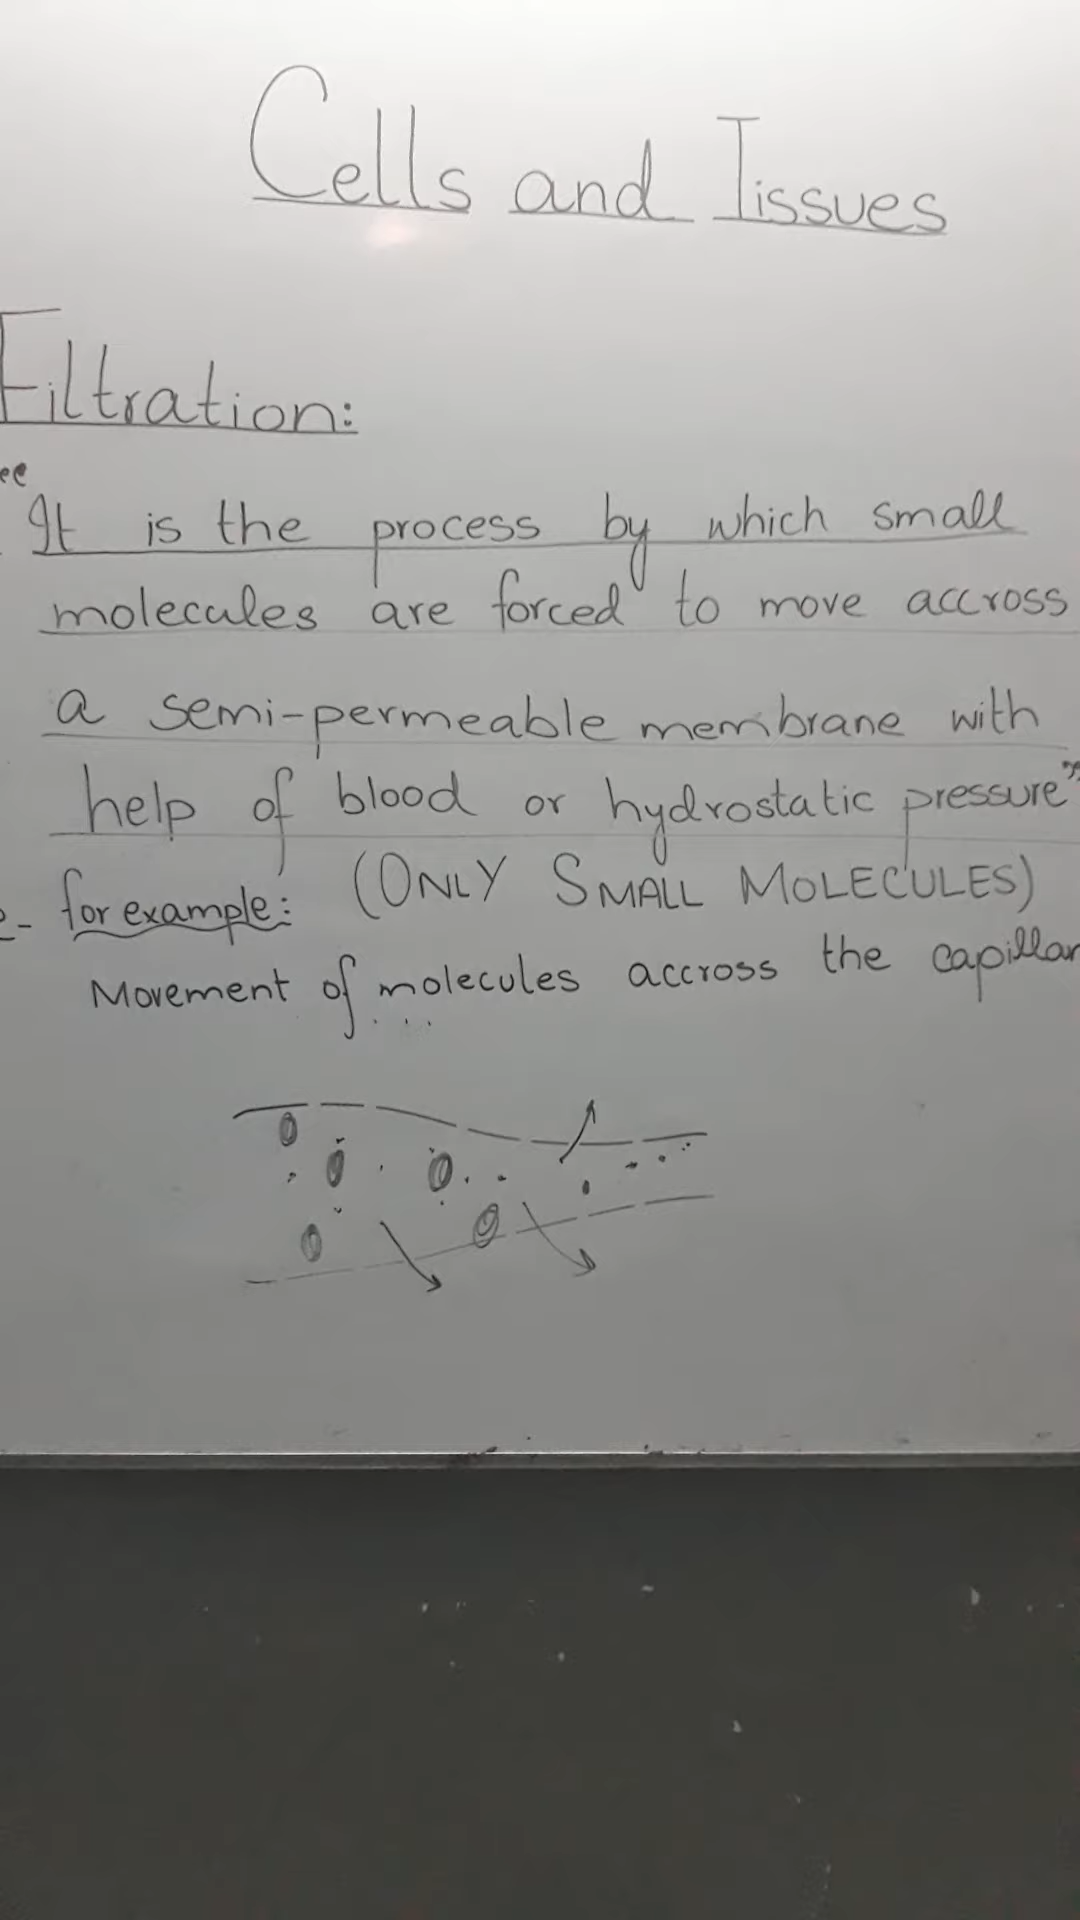 Cells and Tissues
Filtration:
"It is the process by which small
molecules are forced to move accross
a semi-permeable membrane with
help of blood or hydrostatic pressure"
for example: (ONLY SMALL MOLECULES)
Movement of molecules accross the capillar